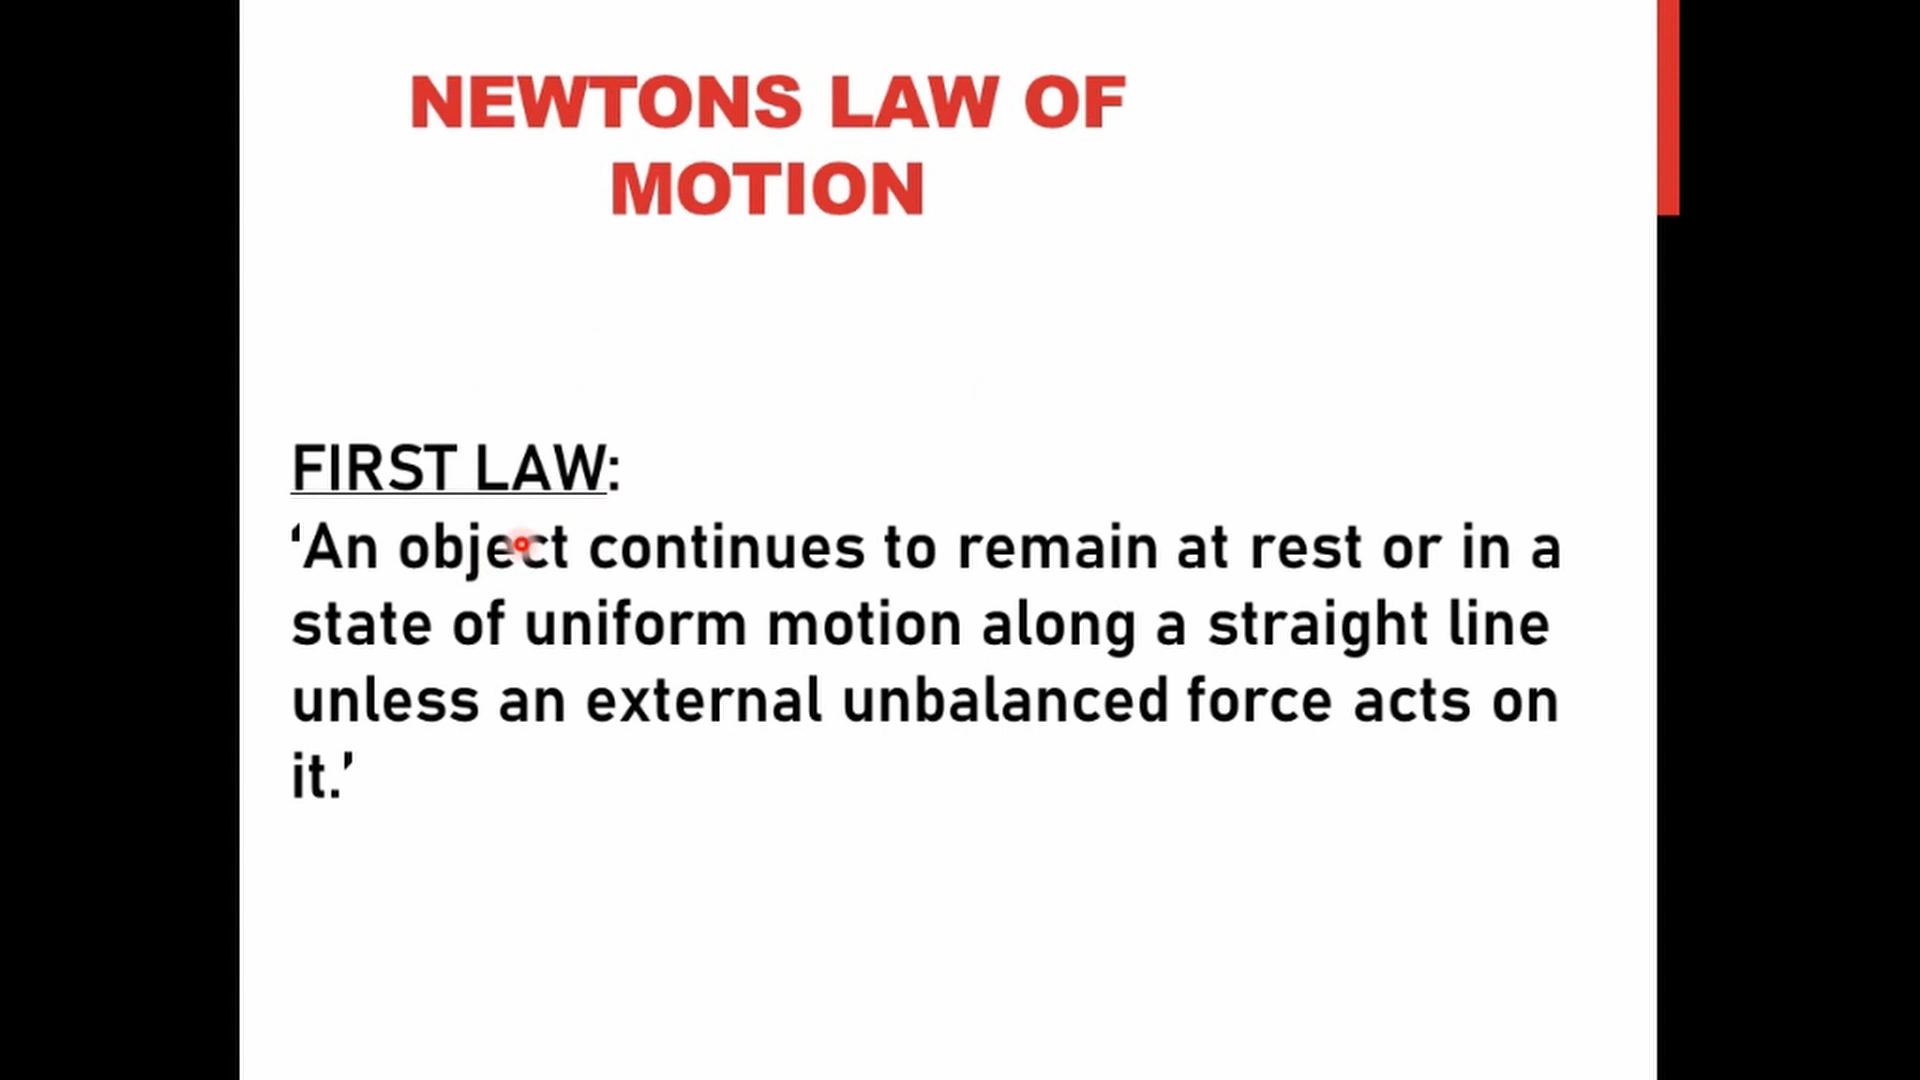 NEWTONS LAW OF
MOTION
FIRST LAW:
‘An object continues to remain at rest or in a
state of uniform motion along a straight line
unless an external unbalanced force acts on
it.’